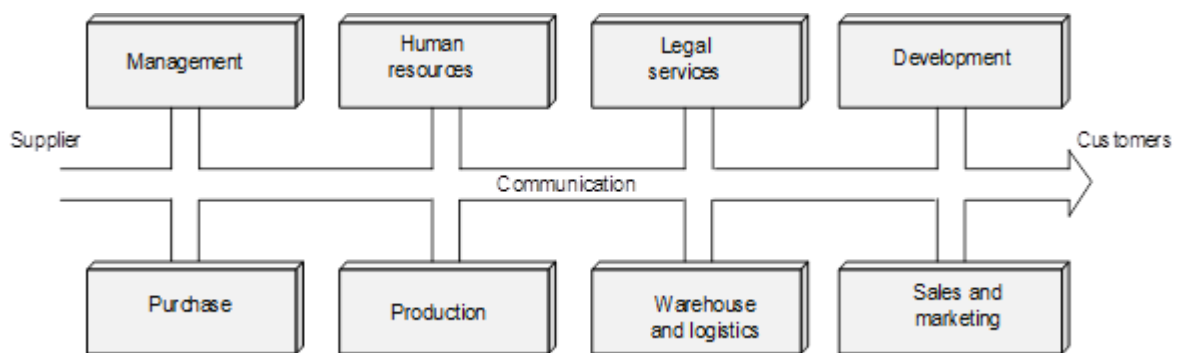 Management
Human
resources
Legal
services
Development
Supplier
Customers
Communication
Purchase
Production
Warehouse
and logistics
Sales and
marketing